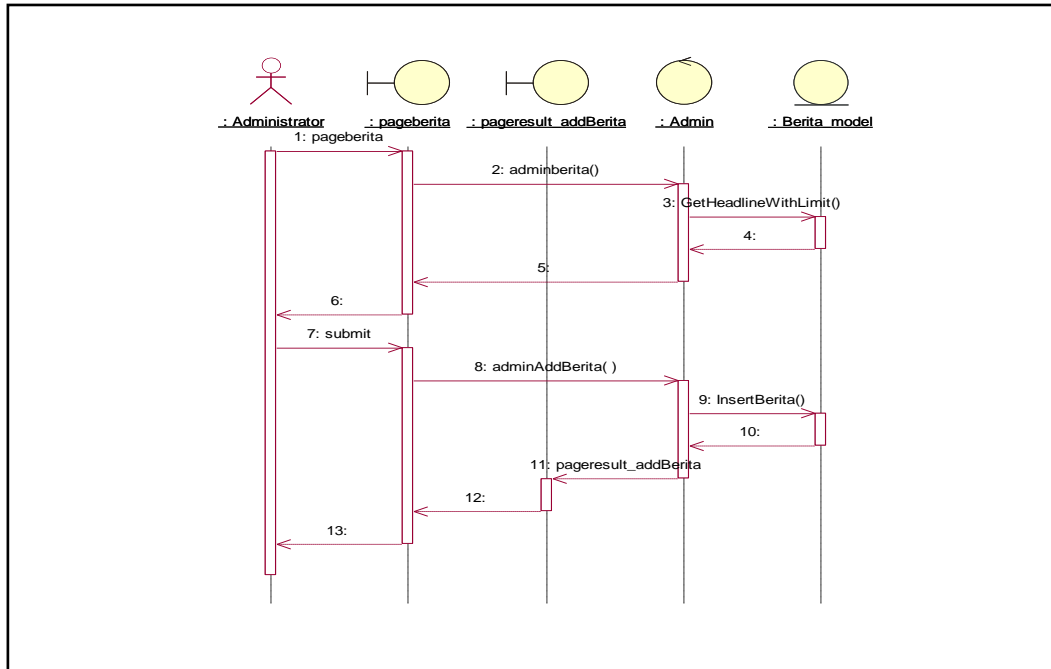 : Administrator
: pageberita
: pageresult_addBerita
: Admin
: Berita_model
1: pageberita
2: adminberita()
3: GetHeadlineWithLimit()
4:
5:
6:
7: submit
8: adminAddBerita( )
9: InsertBerita()
10:
11: pageresult_addBerita
12:
13: